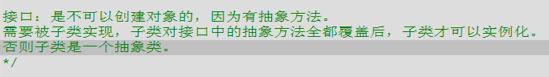 接口：是不可以创建对象的，因为有抽象方法。
需要被子类实现，子类对接口中的抽象方法全都覆盖后，子类才可以实例化。
否则子类是一个抽象类。
*/